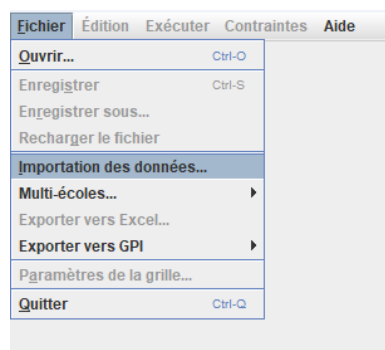 Fichier Édition Exécuter Contraintes Aide
Ouvrir... Ctrl-O
Enregistrer Ctrl-S
Enregistrer sous...
Recharger le fichier
Importation des données...
Multi-écoles...
Exporter vers Excel...
Exporter vers GPI
Paramètres de la grille...
Quitter Ctrl-Q